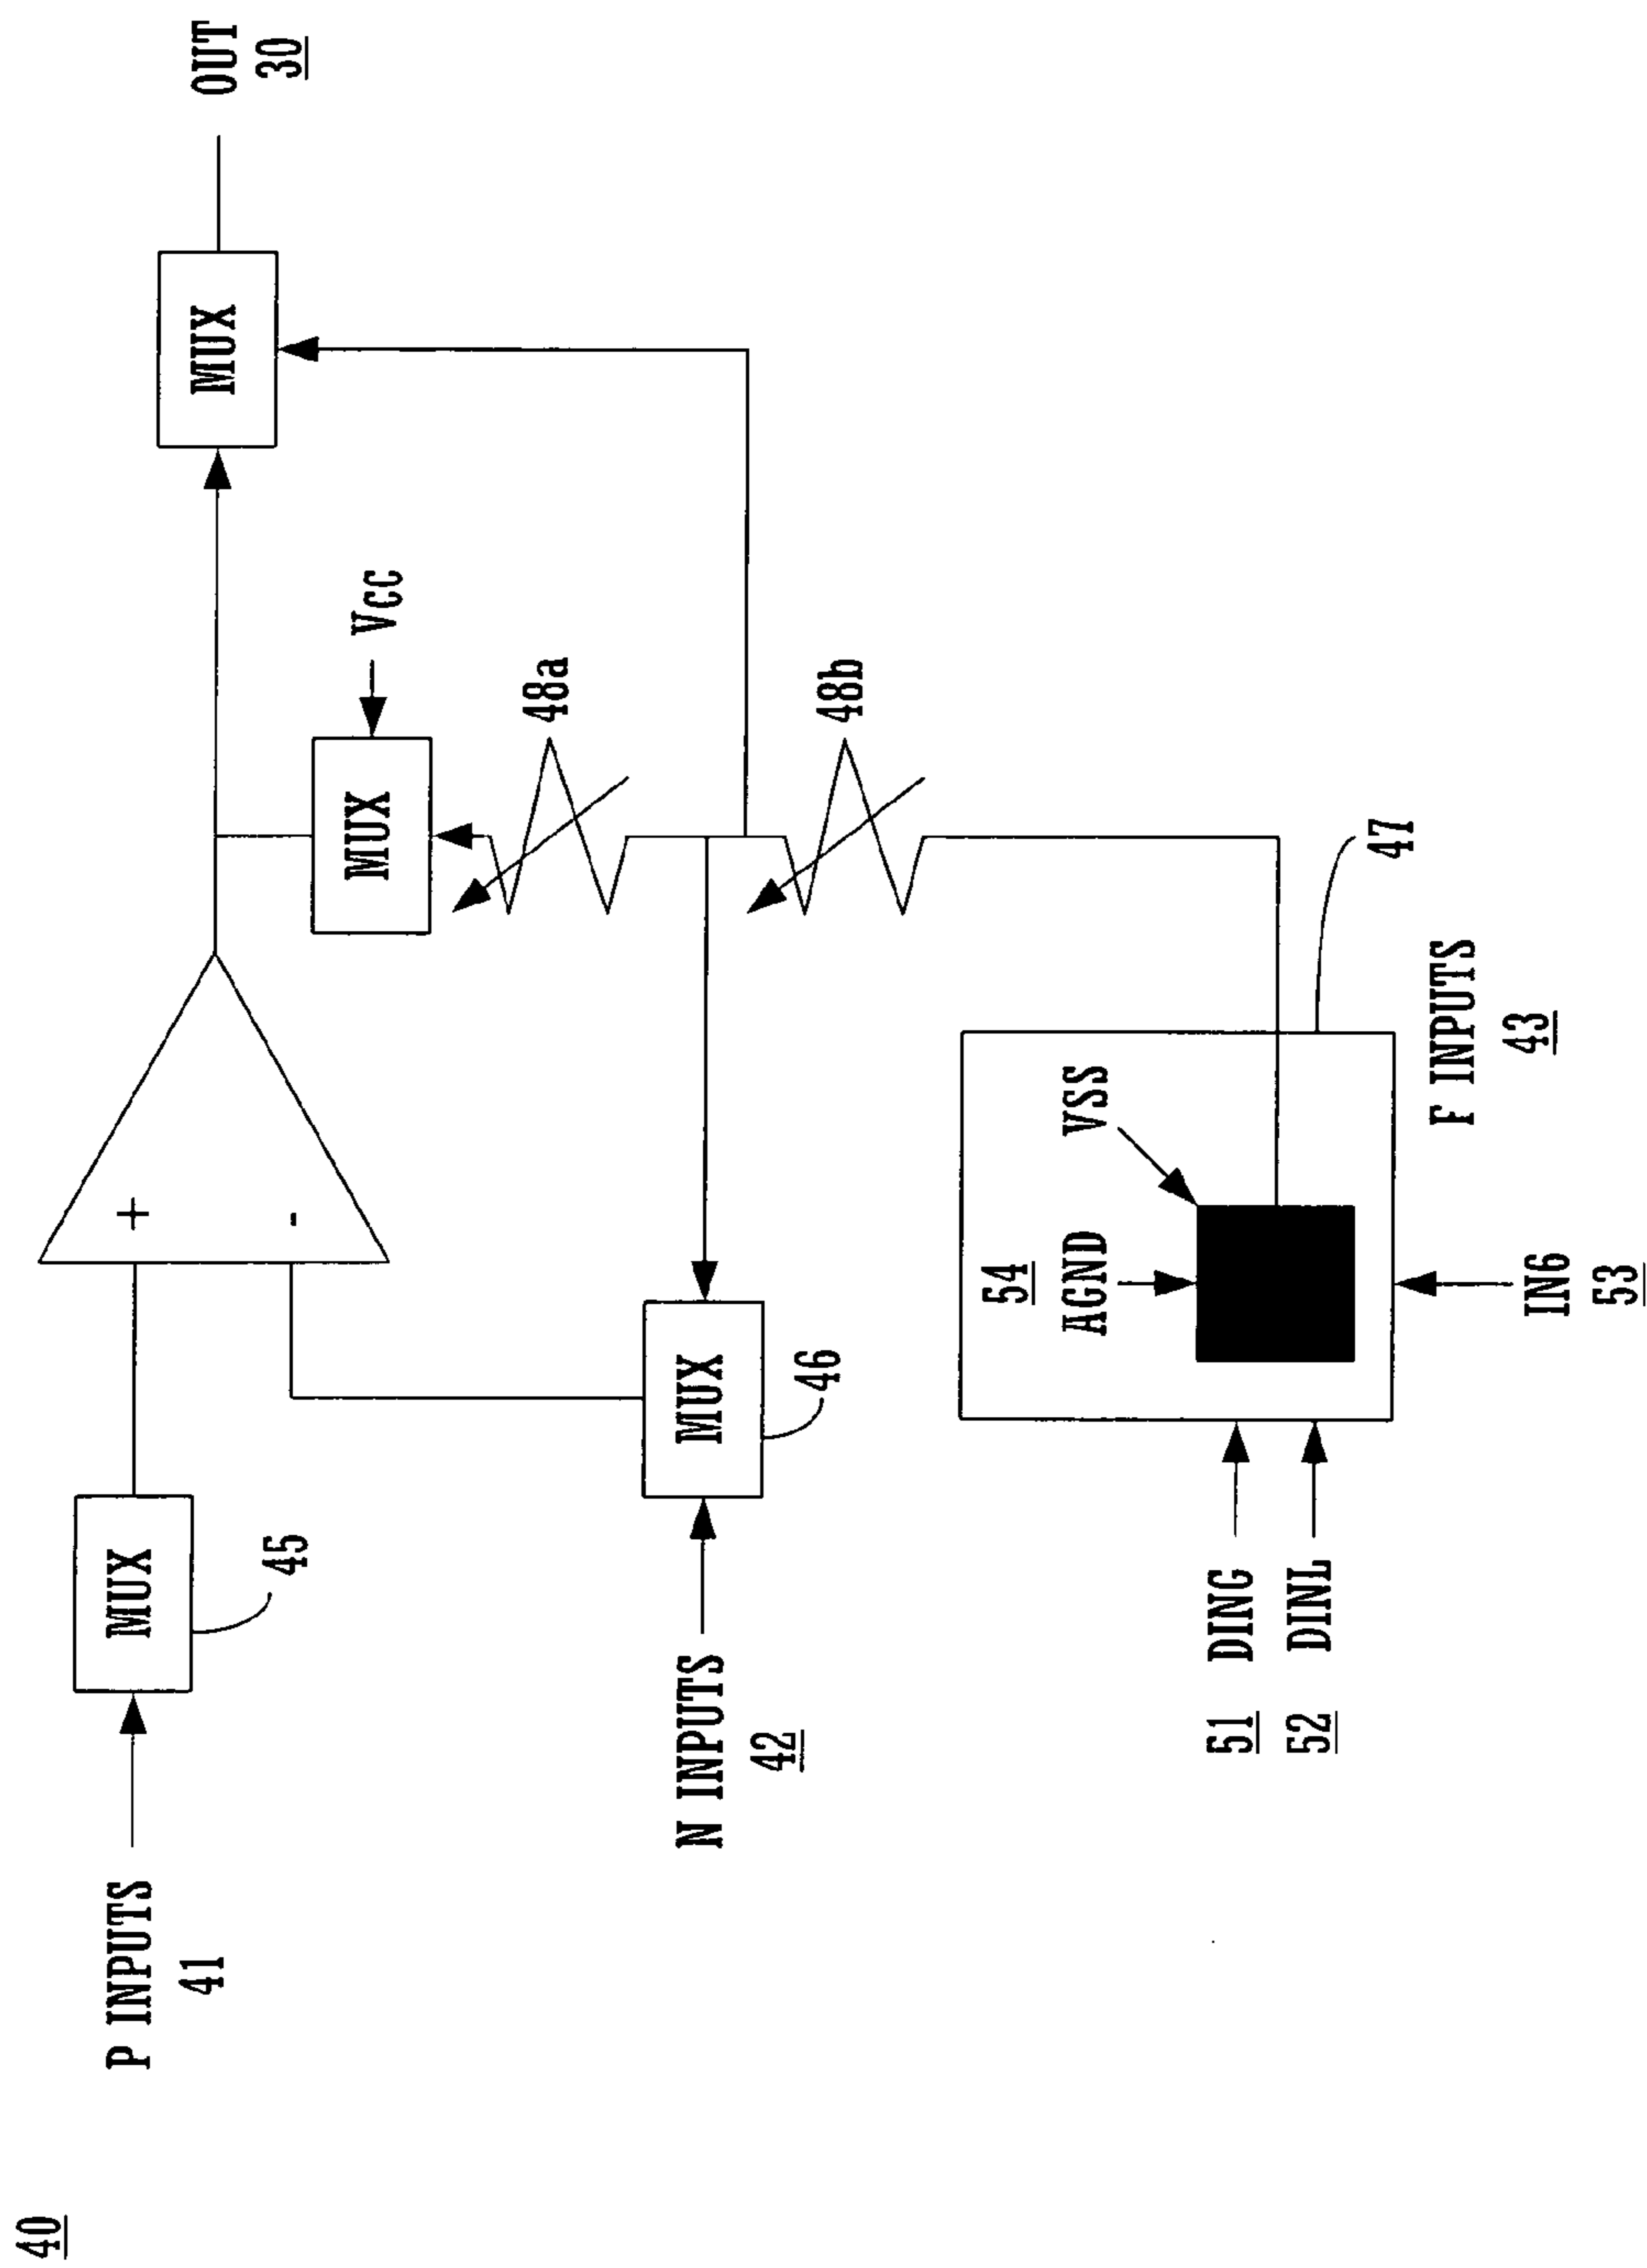 40
P INPUTS
41
MUX
45
+
-
MUX
OUT
30
Vcc
MUX
48a
48b
N INPUTS
42
MUX
46
47
54
AGND
VSS
51 DING
52 DINL
IN6
53
F INPUTS
43